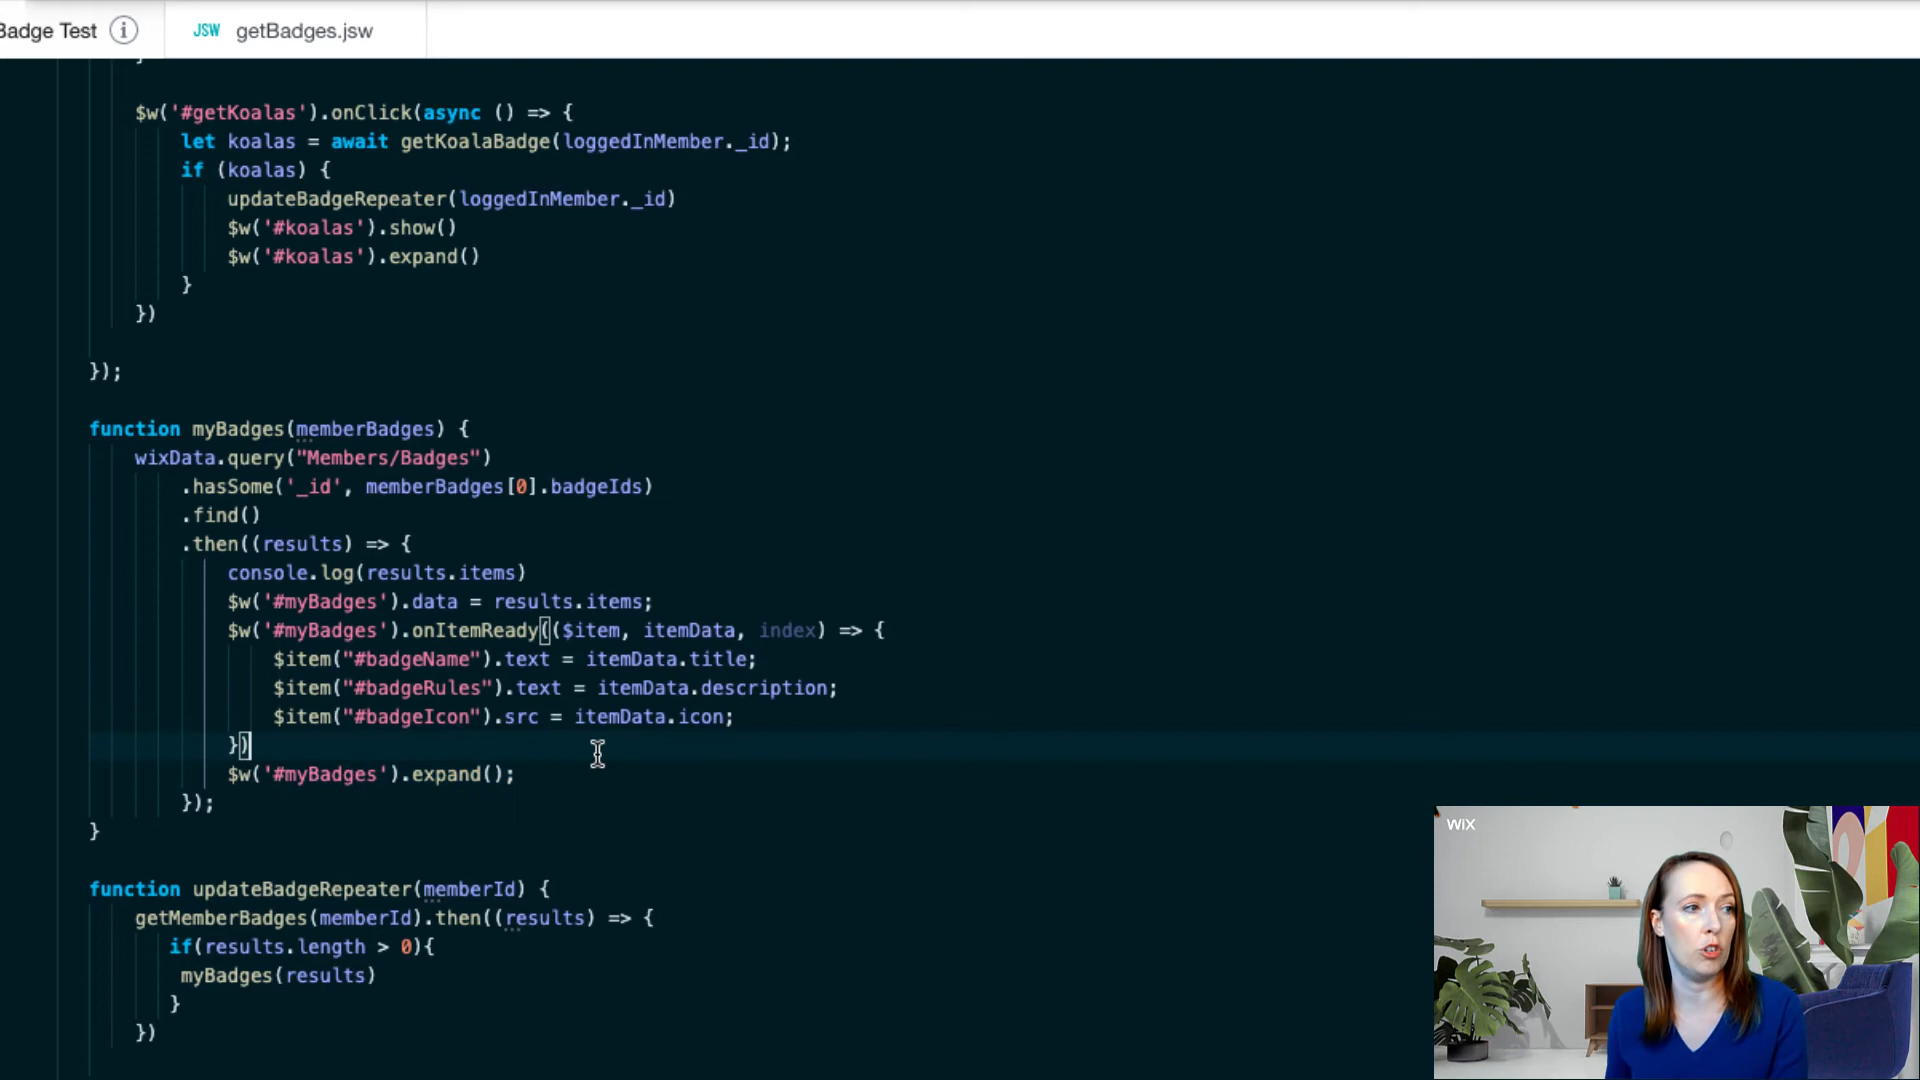 Badge Test
JSW getBadges.jsw
$w('#getKoalas').onClick(async () => {
let koalas = await getKoalaBadge(loggedInMember._id);
if (koalas) {
updateBadgeRepeater(loggedInMember._id)
$w('#koalas').show()
$w('#koalas').expand()
}
})
});
function myBadges(memberBadges) {
wixData.query("Members/Badges")
.hasSome('_id', memberBadges[0].badgeIds)
.find()
.then((results) => {
console.log(results.items)
$w('#myBadges').data = results.items;
$w('#myBadges').onItemReady(($item, itemData, index) => {
$item("#badgeName").text = itemData.title;
$item("#badgeRules").text = itemData.description;
$item("#badgeIcon").src = itemData.icon;
})
$w('#myBadges').expand();
});
}
function updateBadgeRepeater(memberId) {
getMemberBadges(memberId).then((results) => {
if(results.length > 0){
myBadges(results)
}
})
WiX